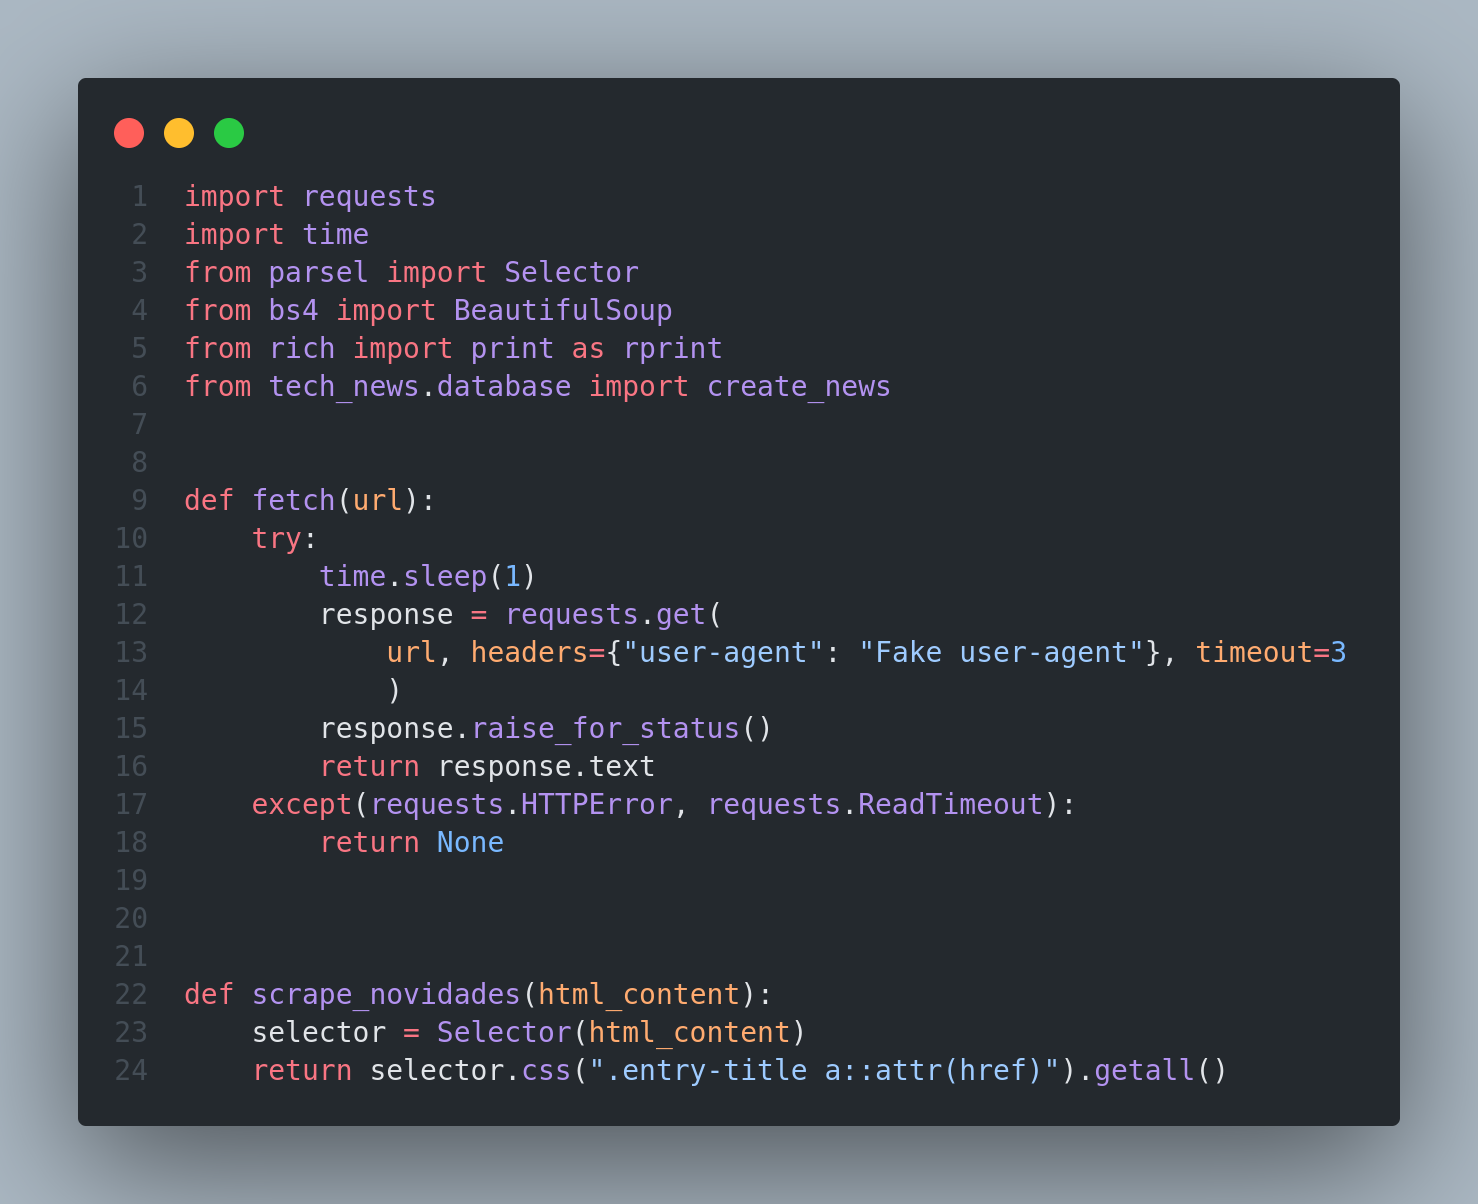 1 import requests
2 import time
3 from parsel import Selector
4 from bs4 import BeautifulSoup
5 from rich import print as rprint
6 from tech_news.database import create_news
7
8
9 def fetch(url):
10     try:
11         time.sleep(1)
12         response = requests.get(
13             url, headers={"user-agent": "Fake user-agent"}, timeout=3
14             )
15         response.raise_for_status()
16         return response.text
17     except(requests.HTTPError, requests.ReadTimeout):
18         return None
19
20
21
22 def scrape_novidades(html_content):
23     selector = Selector(html_content)
24     return selector.css(".entry-title a::attr(href)").getall()